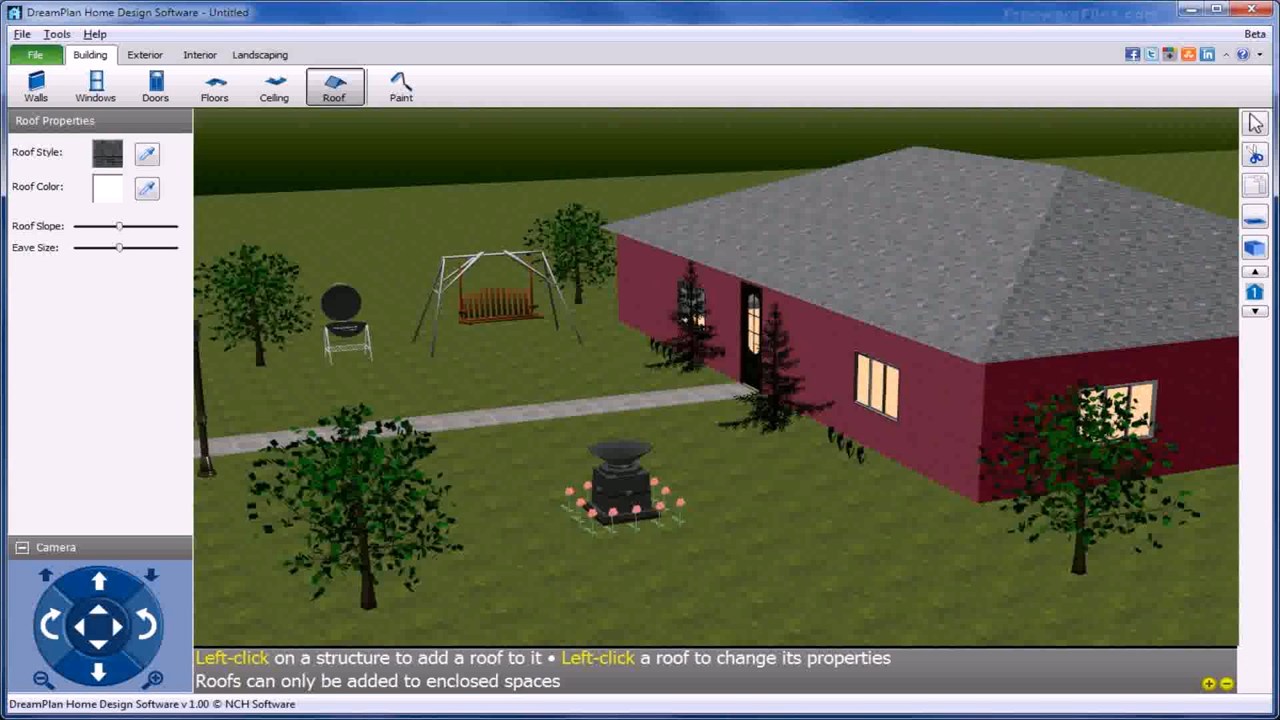 DreamPlan Home Design Software - Untitled
FreewareFiles.com
File Tools Help
Beta
File Building Exterior Interior Landscaping
Walls Windows Doors Floors Ceiling Roof Paint
Roof Properties
Roof Style:
Roof Color:
Roof Slope:
Eave Size:
1
Camera
Left-click on a structure to add a roof to it • Left-click a roof to change its properties
Roofs can only be added to enclosed spaces
DreamPlan Home Design Software v 1.00 © NCH Software